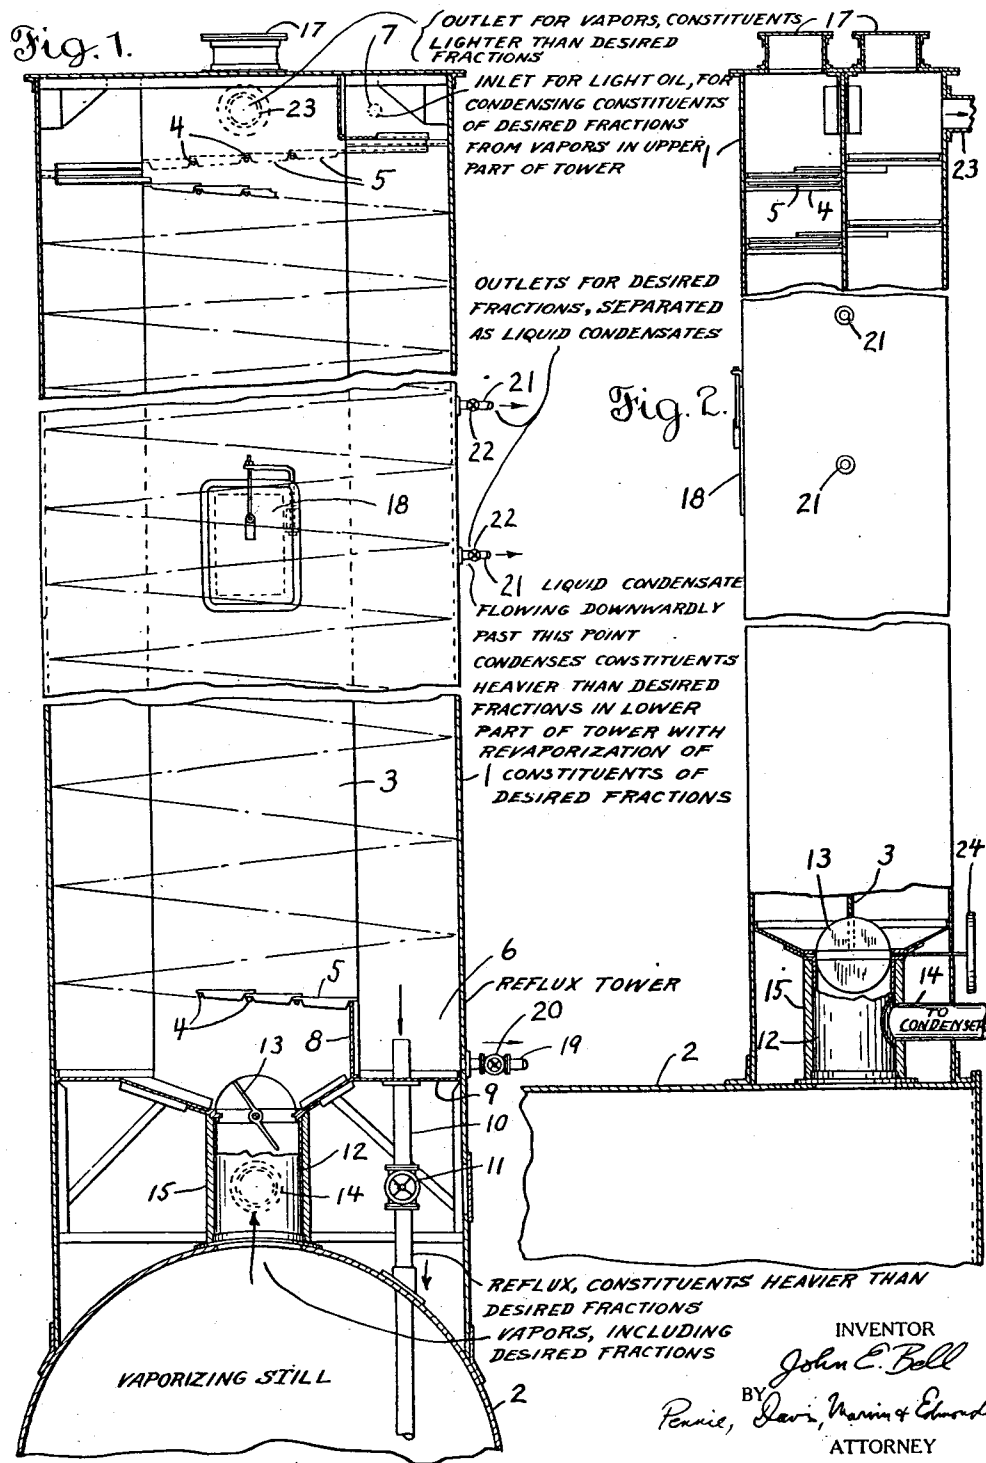 Fig. 1.
17
7
OUTLET FOR VAPORS, CONSTITUENTS
LIGHTER THAN DESIRED
FRACTIONS
INLET FOR LIGHT OIL, FOR
CONDENSING CONSTITUENTS
OF DESIRED FRACTIONS
FROM VAPORS IN UPPER
PART OF TOWER
23
4
5
17
1
5
4
23
OUTLETS FOR DESIRED
FRACTIONS, SEPARATED
AS LIQUID CONDENSATES
21
22
Fig. 2.
21
18
18
21
22
21
LIQUID CONDENSATE
FLOWING DOWNWARDLY
PAST THIS POINT
CONDENSES CONSTITUENTS
HEAVIER THAN DESIRED
FRACTIONS IN LOWER
PART OF TOWER WITH
REVAPORIZATION OF
CONSTITUENTS OF
DESIRED FRACTIONS
1
3
13
3
24
6
REFLUX TOWER
5
4
8
13
20
19
15
14
TO
CONDENSER
12
2
9
10
12
11
15
14
REFLUX, CONSTITUENTS HEAVIER THAN
DESIRED FRACTIONS
VAPORS, INCLUDING
DESIRED FRACTIONS
VAPORIZING STILL
2
INVENTOR
John E. Bell
BY
Pennie, Davis, Marvin & Edmonds
ATTORNEY